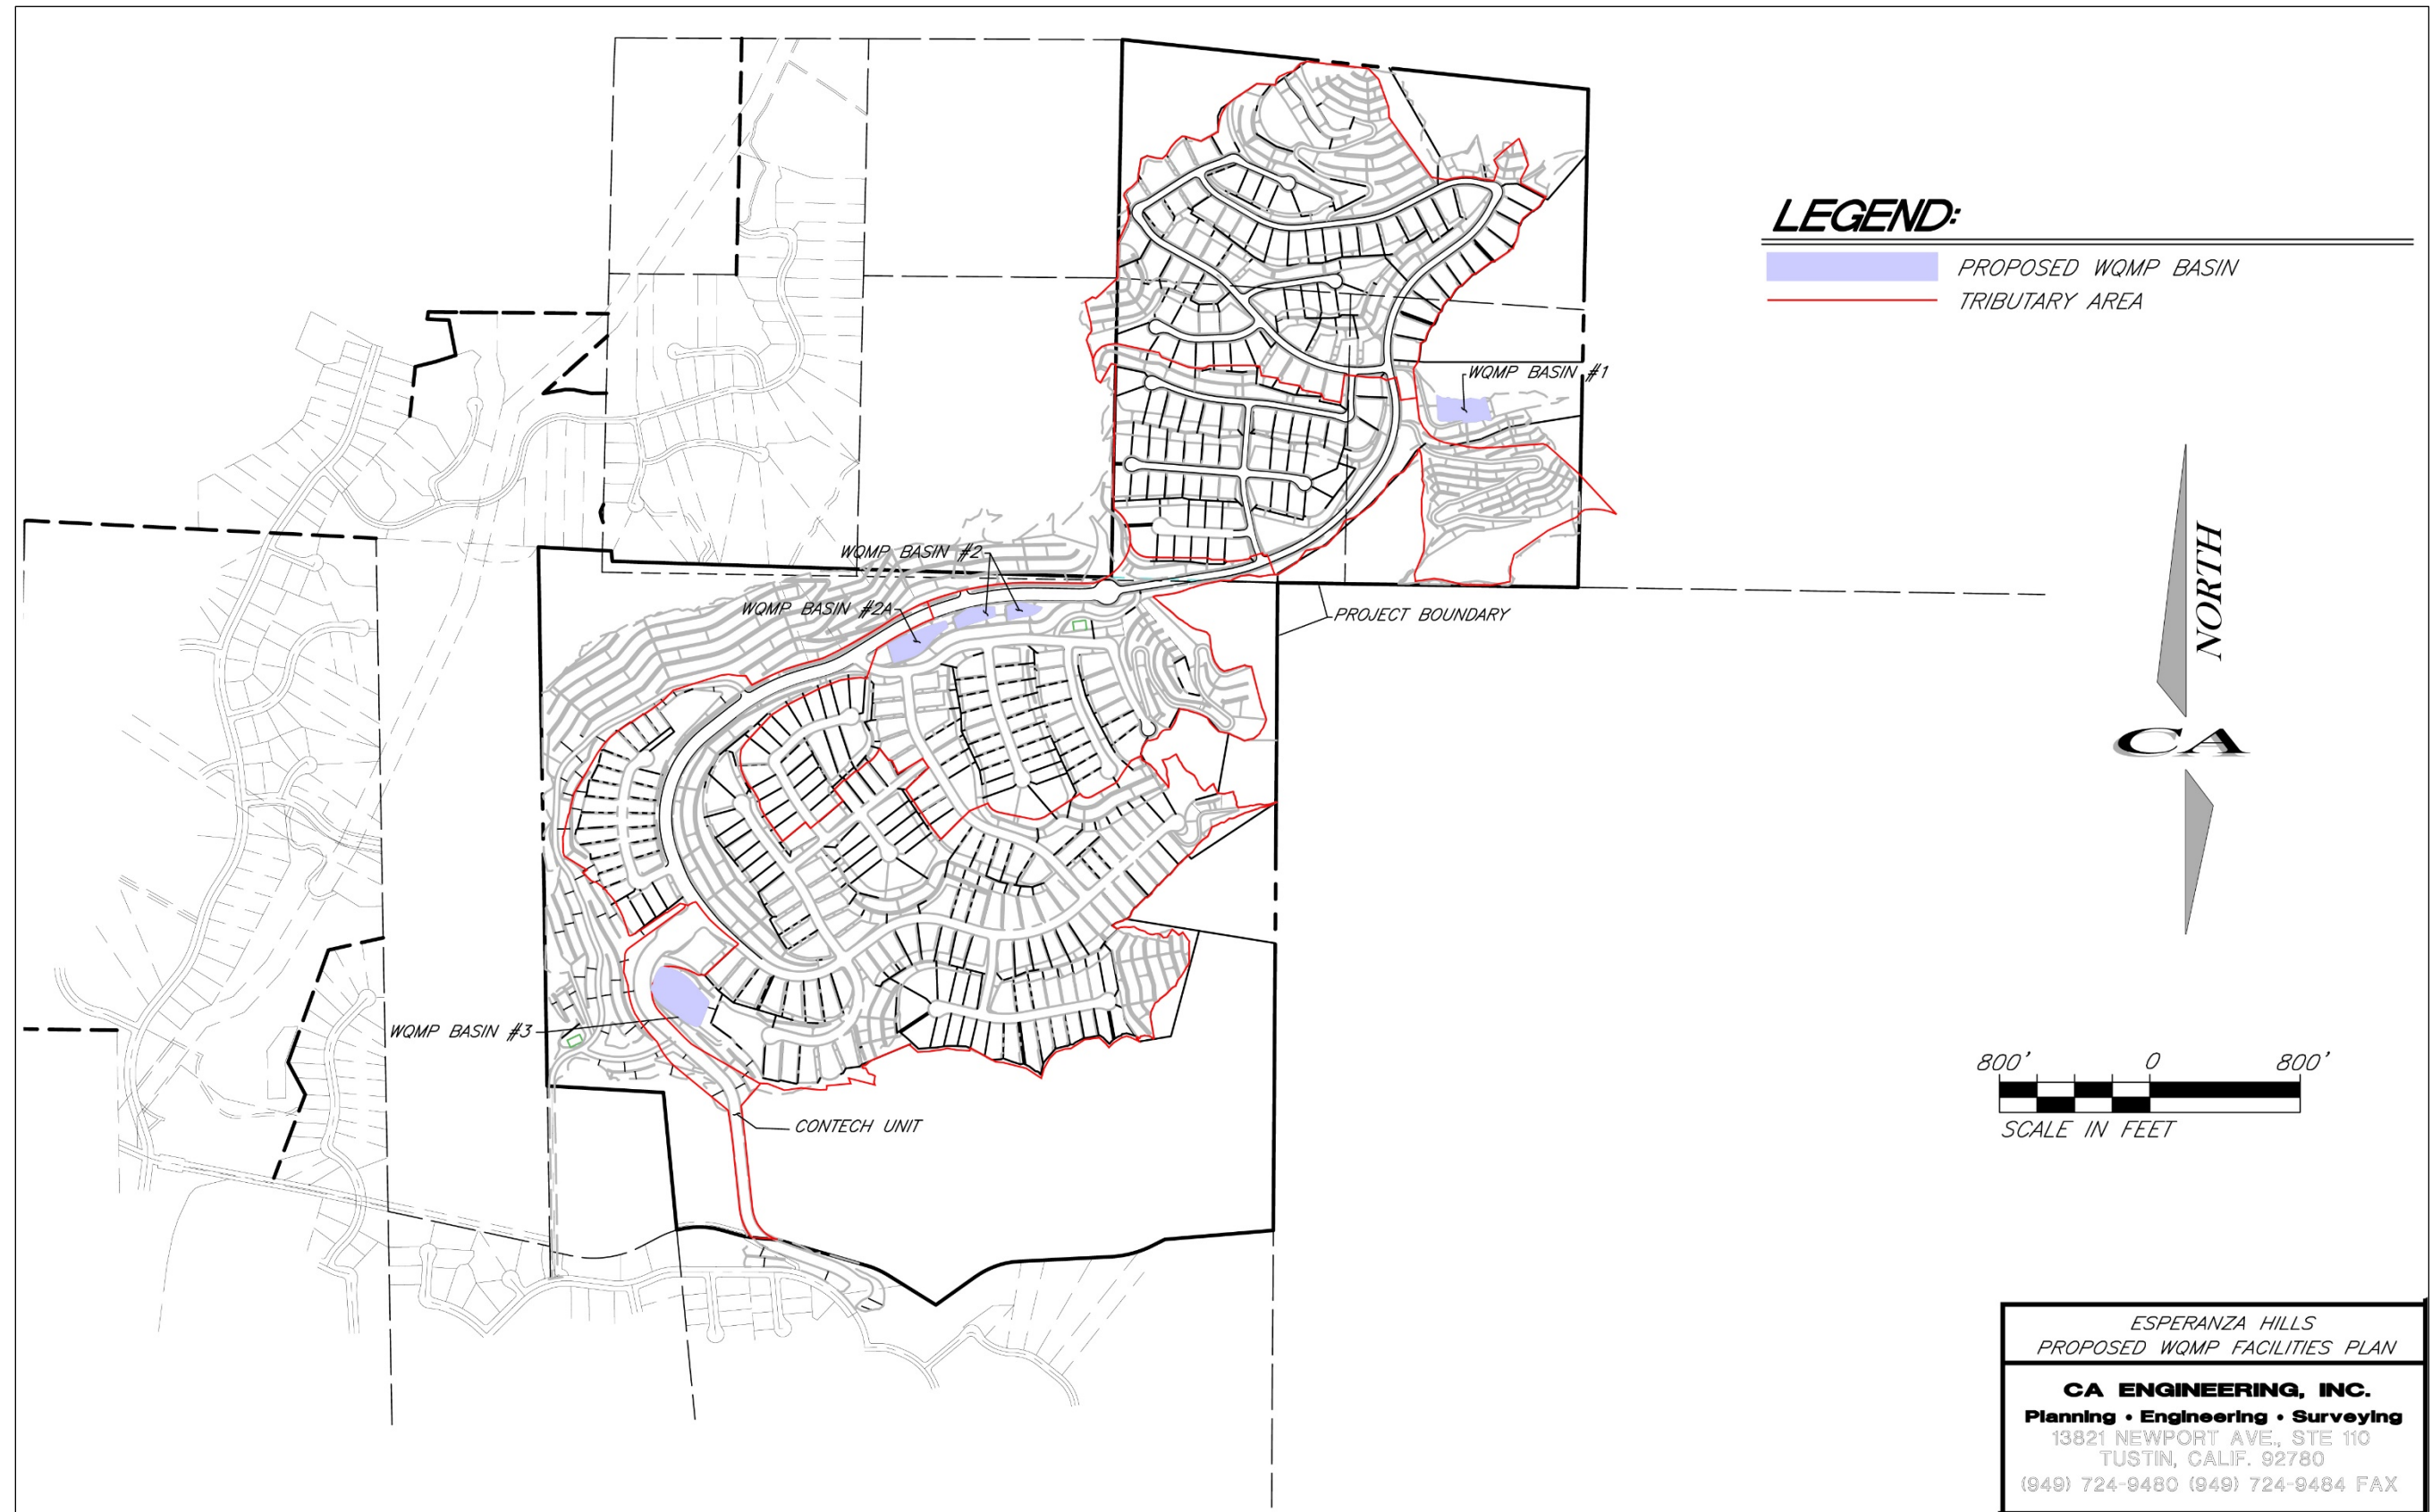 LEGEND:
PROPOSED WQMP BASIN
TRIBUTARY AREA
WQMP BASIN #1
WQMP BASIN #2
WQMP BASIN #2A
PROJECT BOUNDARY
NORTH
CA
WQMP BASIN #3
CONTECH UNIT
800' 0 800'
SCALE IN FEET
ESPERANZA HILLS
PROPOSED WQMP FACILITIES PLAN
CA ENGINEERING, INC.
Planning • Engineering • Surveying
13821 NEWPORT AVE., STE 110
TUSTIN, CALIF. 92780
(949) 724-9480 (949) 724-9484 FAX